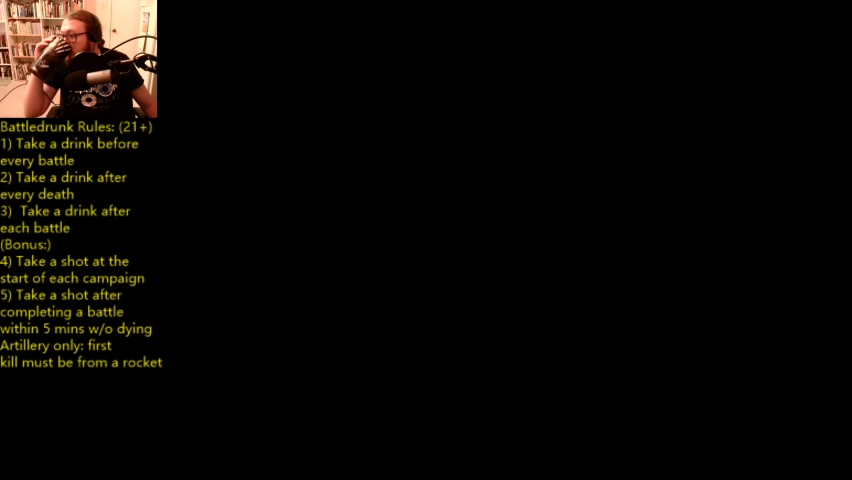 Battledrunk Rules: (21+)
1) Take a drink before
every battle
2) Take a drink after
every death
3)  Take a drink after
each battle
(Bonus:)
4) Take a shot at the
start of each campaign
5) Take a shot after
completing a battle
within 5 mins w/o dying
Artillery only: first
kill must be from a rocket